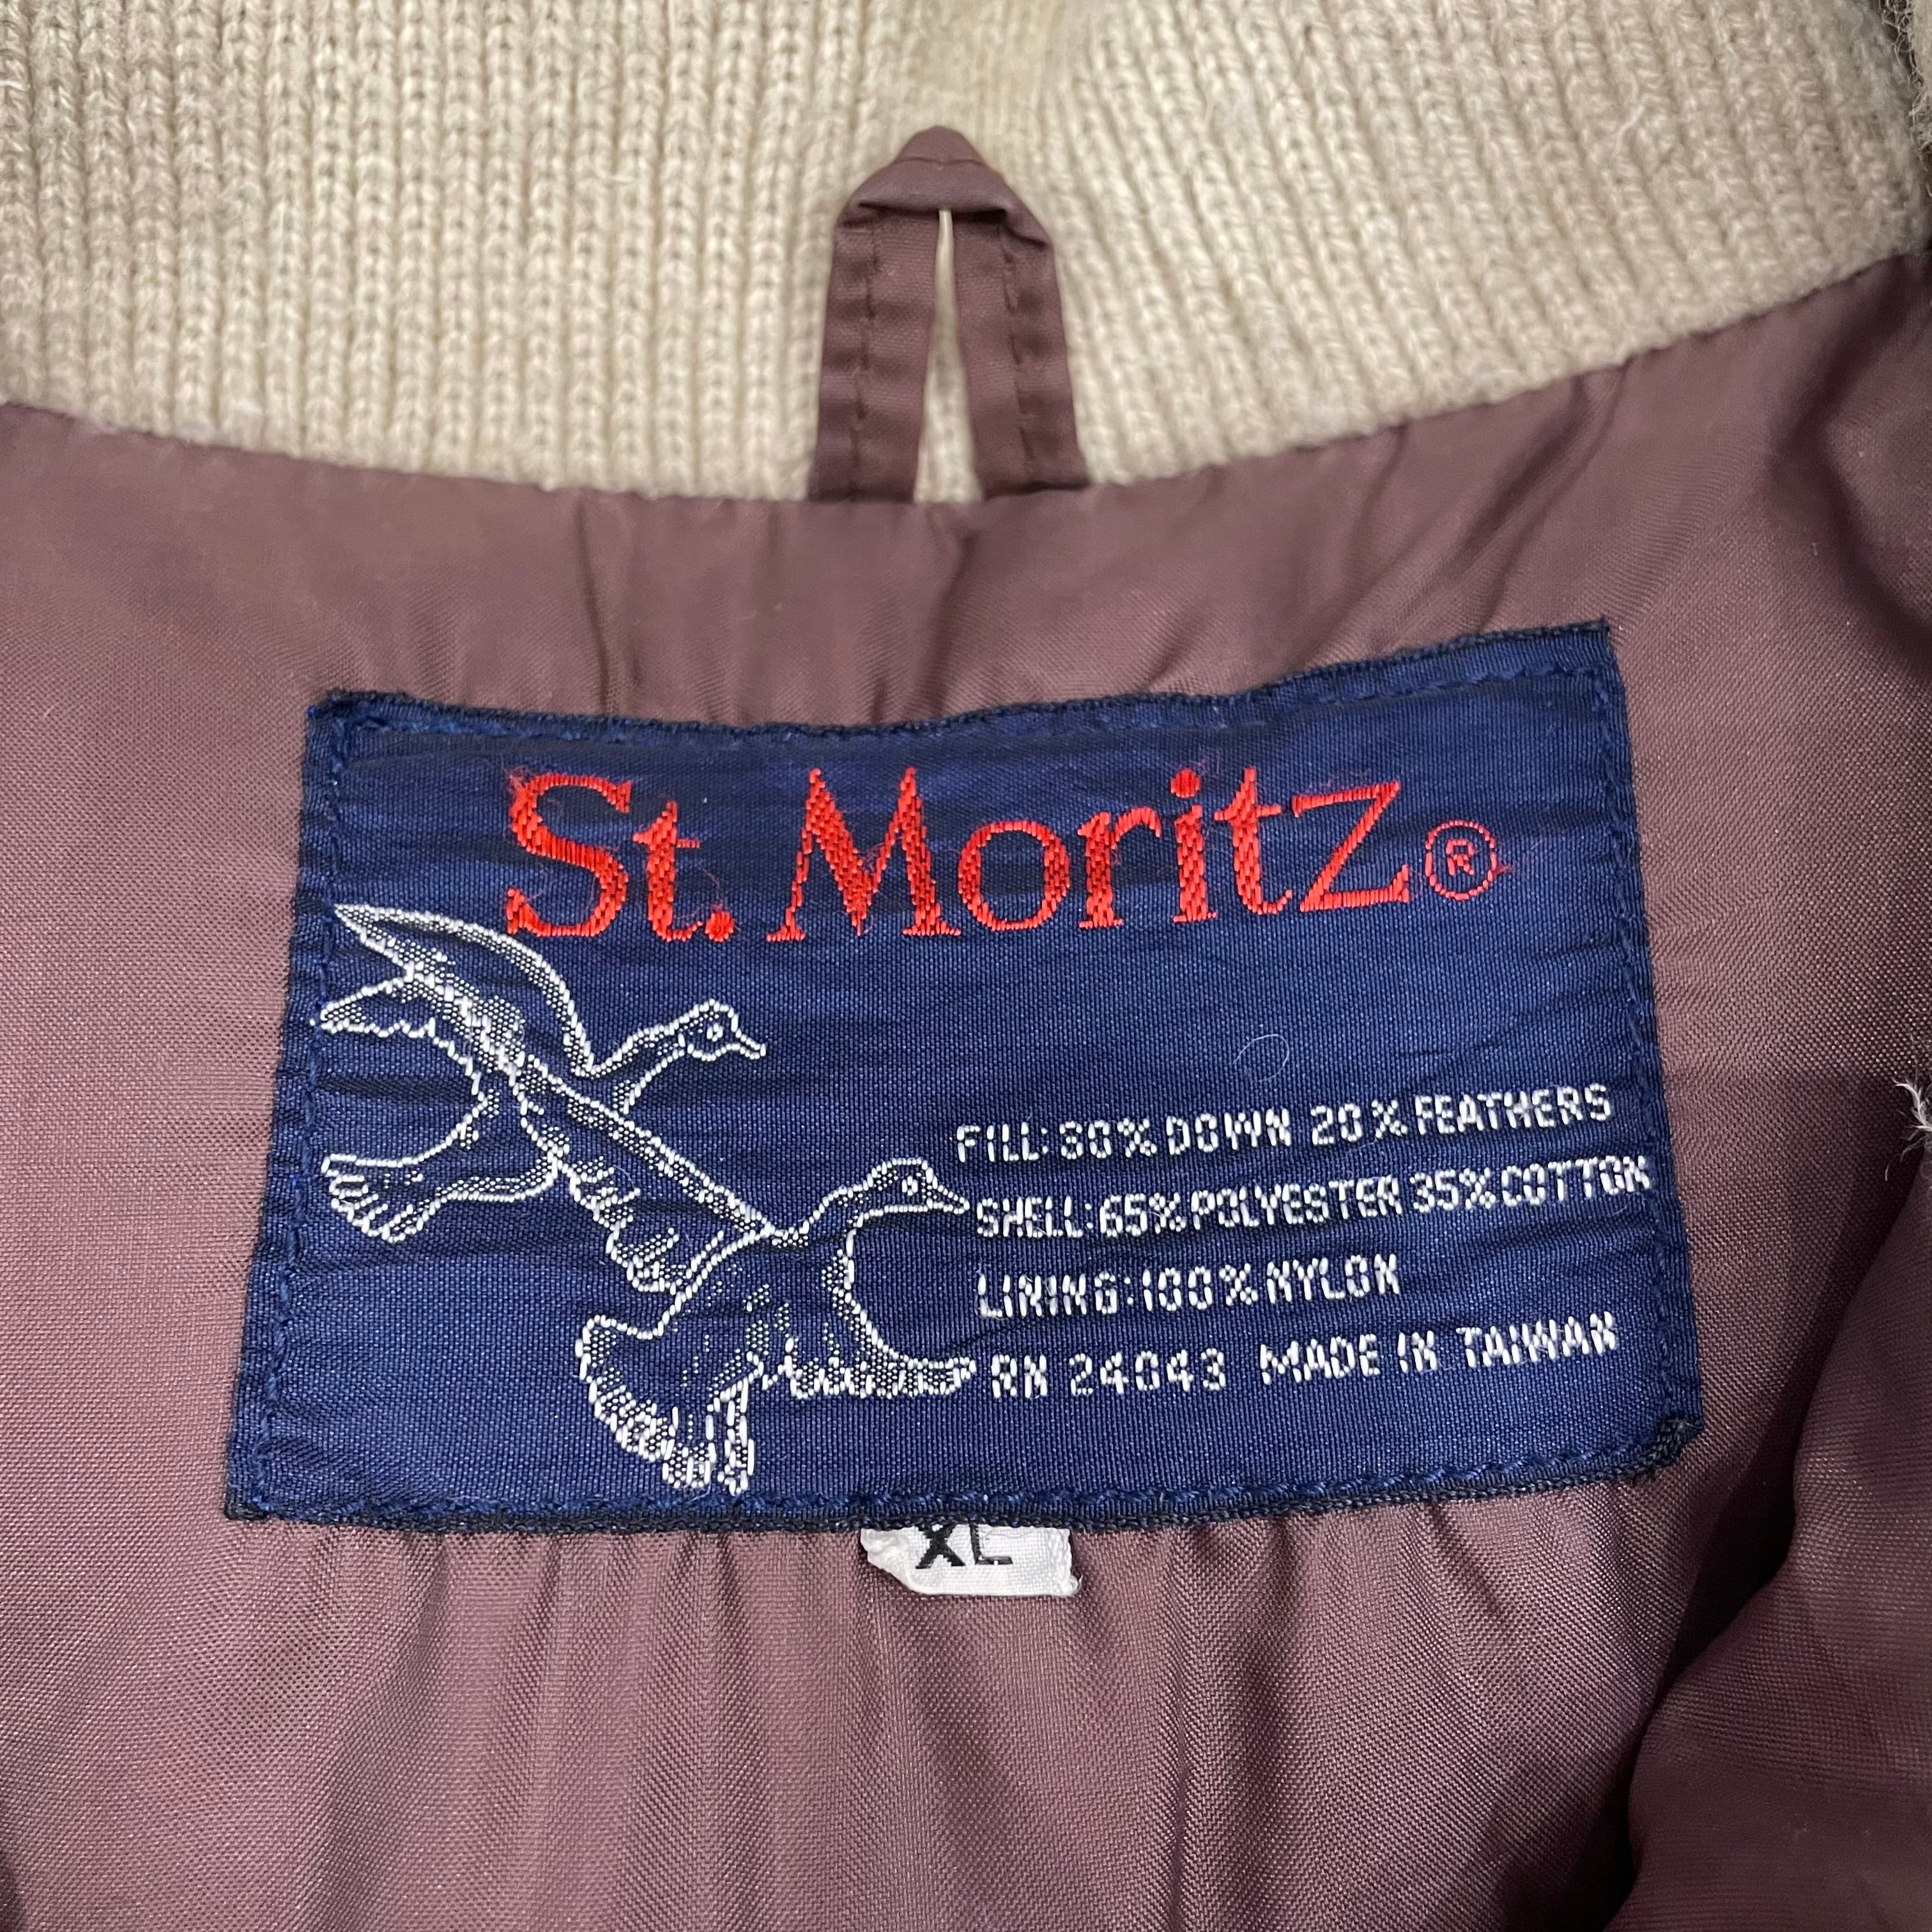 St. Moritz®
FILL: 80% DOWN 20% FEATHERS
SHELL: 65% POLYESTER 35% COTTON
LINING: 100% NYLON
RN 24043 MADE IN TAIWAN
XL